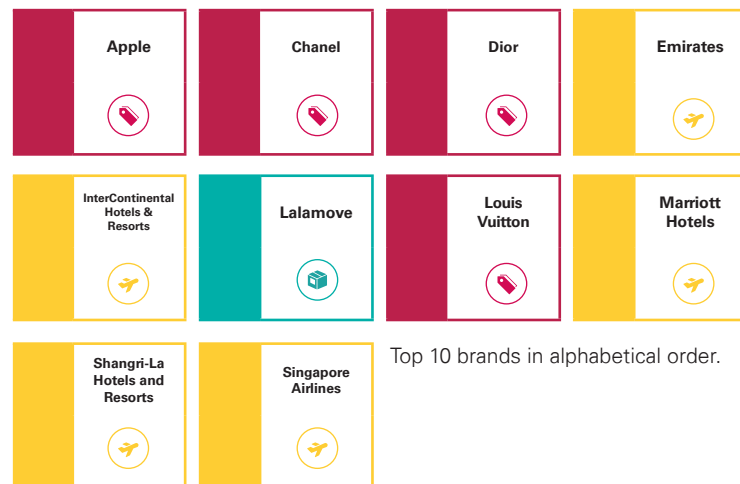 Apple
Chanel
Dior
Emirates
InterContinental
Hotels &
Resorts
Lalamove
Louis
Vuitton
Marriott
Hotels
Shangri-La
Hotels and
Resorts
Singapore
Airlines
Top 10 brands in alphabetical order.